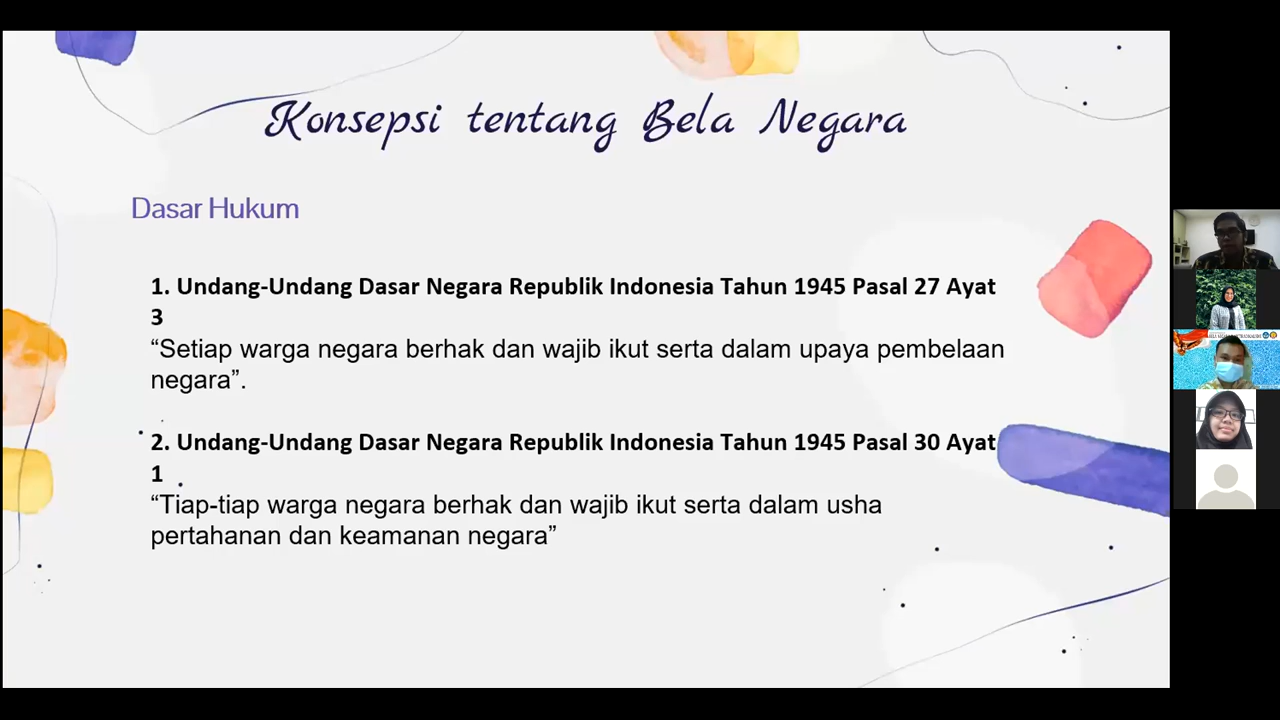 Konsepsi tentang Bela Negara
Dasar Hukum
1. Undang-Undang Dasar Negara Republik Indonesia Tahun 1945 Pasal 27 Ayat
3
“Setiap warga negara berhak dan wajib ikut serta dalam upaya pembelaan
negara”.
2. Undang-Undang Dasar Negara Republik Indonesia Tahun 1945 Pasal 30 Ayat
1
“Tiap-tiap warga negara berhak dan wajib ikut serta dalam usha
pertahanan dan keamanan negara”